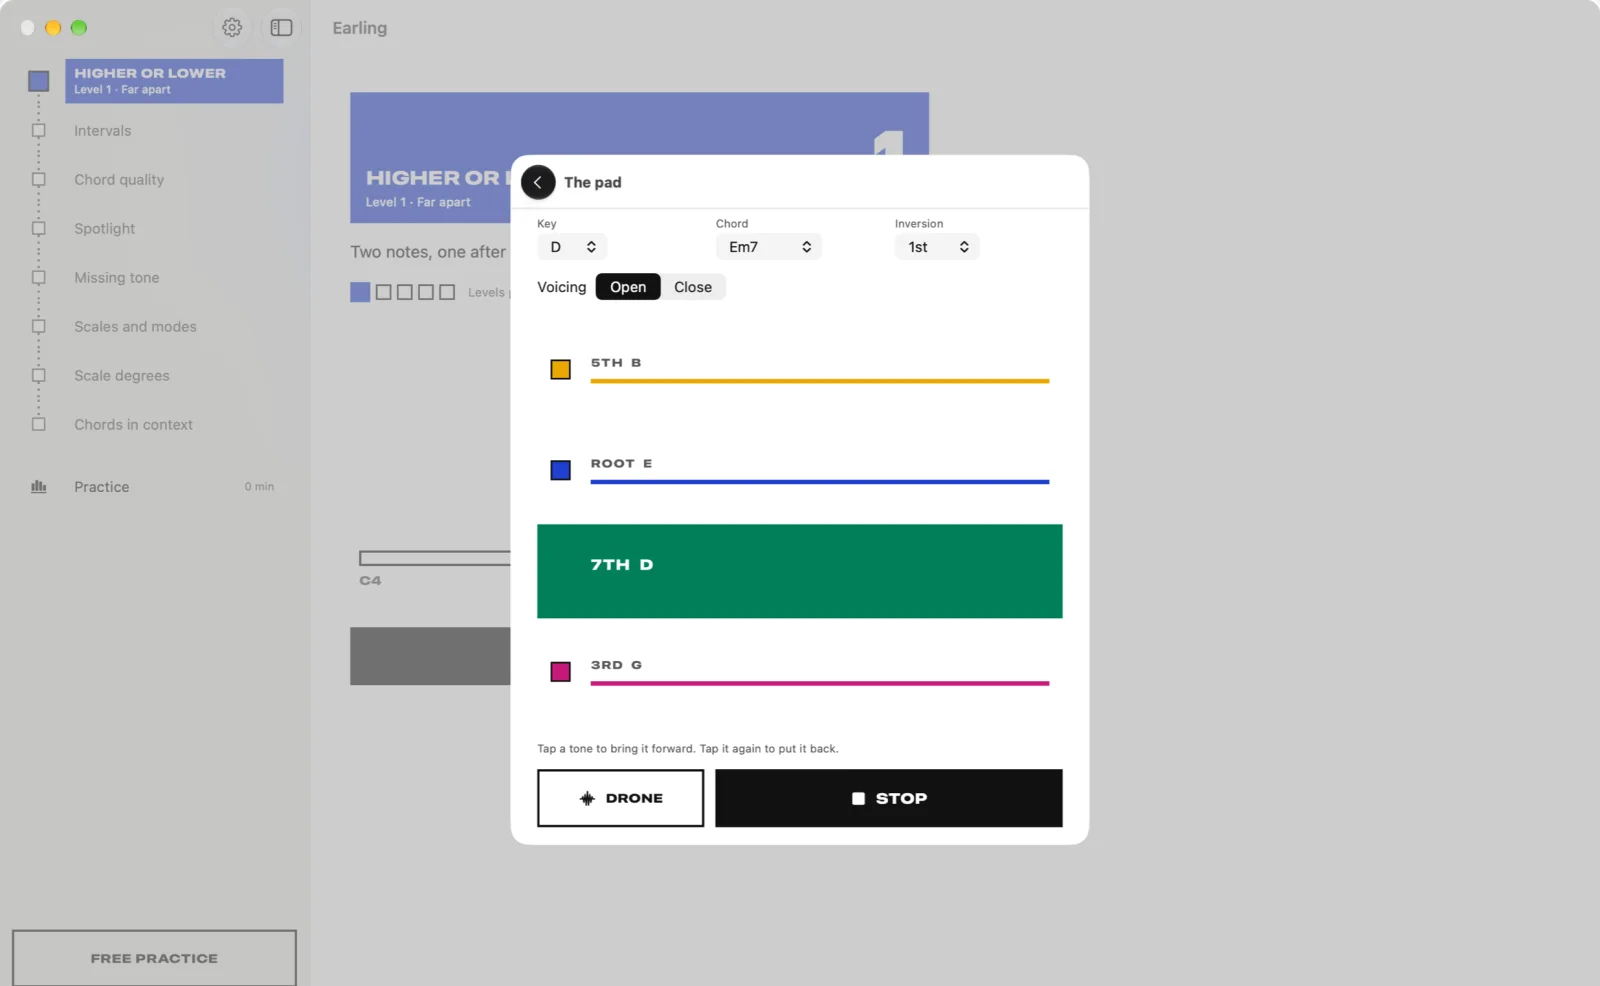 Earling
HIGHER OR LOWER
Level 1 · Far apart
Intervals
Chord quality
Spotlight
Missing tone
Scales and modes
Scale degrees
Chords in context
Practice
0 min
FREE PRACTICE
1
HIGHER OR
Level 1 · Far apart
Two notes, one after
Levels
C4
The pad
Key
Chord
Inversion
D
Em7
1st
Voicing
Open
Close
5TH B
ROOT E
7TH D
3RD G
Tap a tone to bring it forward. Tap it again to put it back.
DRONE
STOP